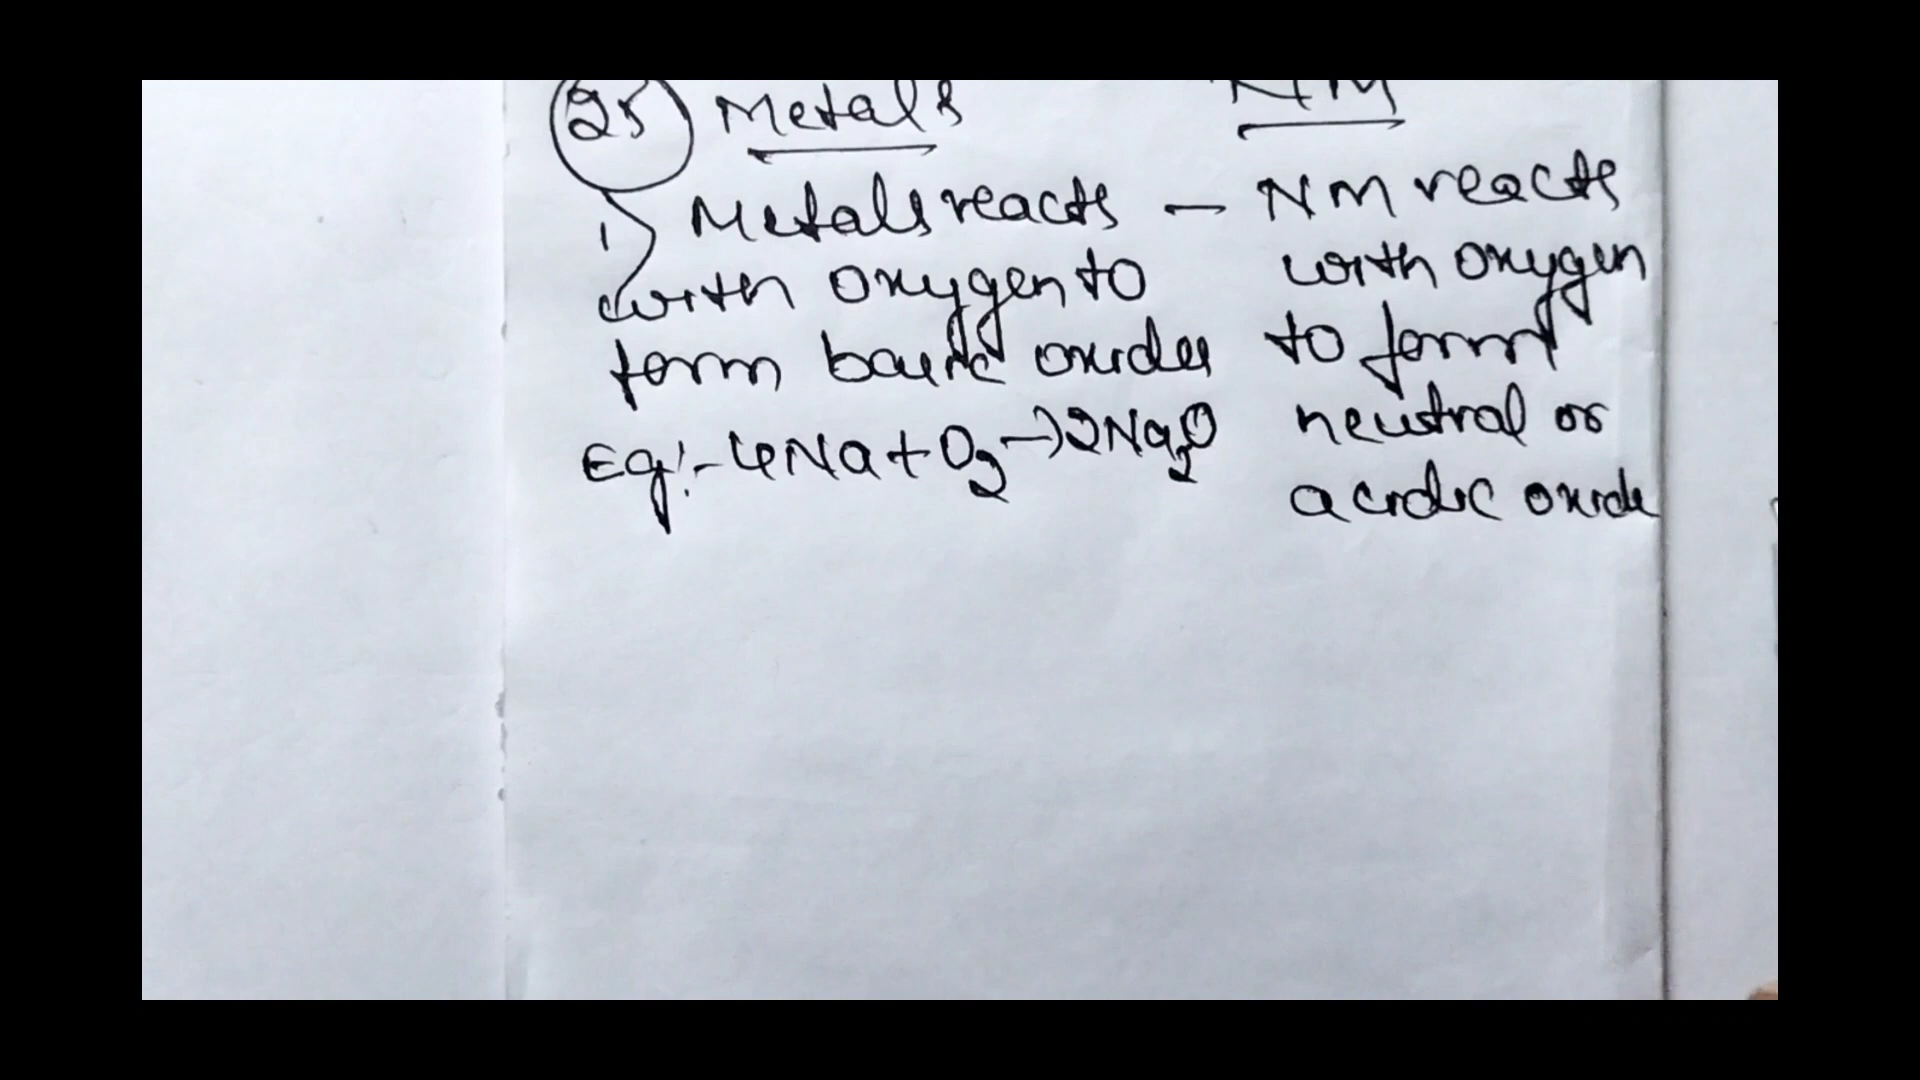 25 Metals NM
1) Metals reacts — NM reacts
with oxygen to with oxygen
form basic oxides to form
Eg:- 4Na + O2 → 2Na2O neutral or
acidic oxide